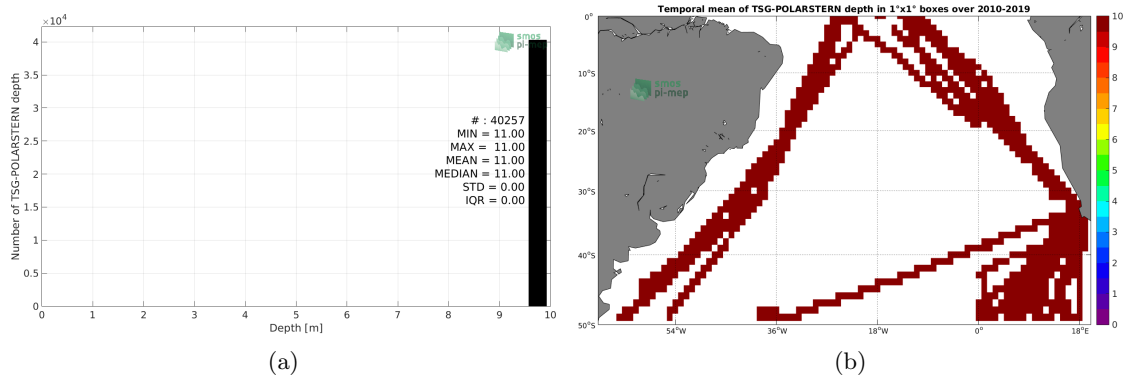 ×10⁴
4
3.5
3
2.5
2
1.5
1
0.5
0
Number of TSG-POLARSTERN depth
smos
pi-mep
# : 40257
MIN = 11.00
MAX = 11.00
MEAN = 11.00
MEDIAN = 11.00
STD = 0.00
IQR = 0.00
0 1 2 3 4 5 6 7 8 9 10
Depth [m]
(a)
Temporal mean of TSG-POLARSTERN depth in 1°x1° boxes over 2010-2019
smos
pi-mep
0°
10°S
20°S
30°S
40°S
50°S
54°W 36°W 18°W 0° 18°E
10
9
8
7
6
5
4
3
2
1
0
(b)